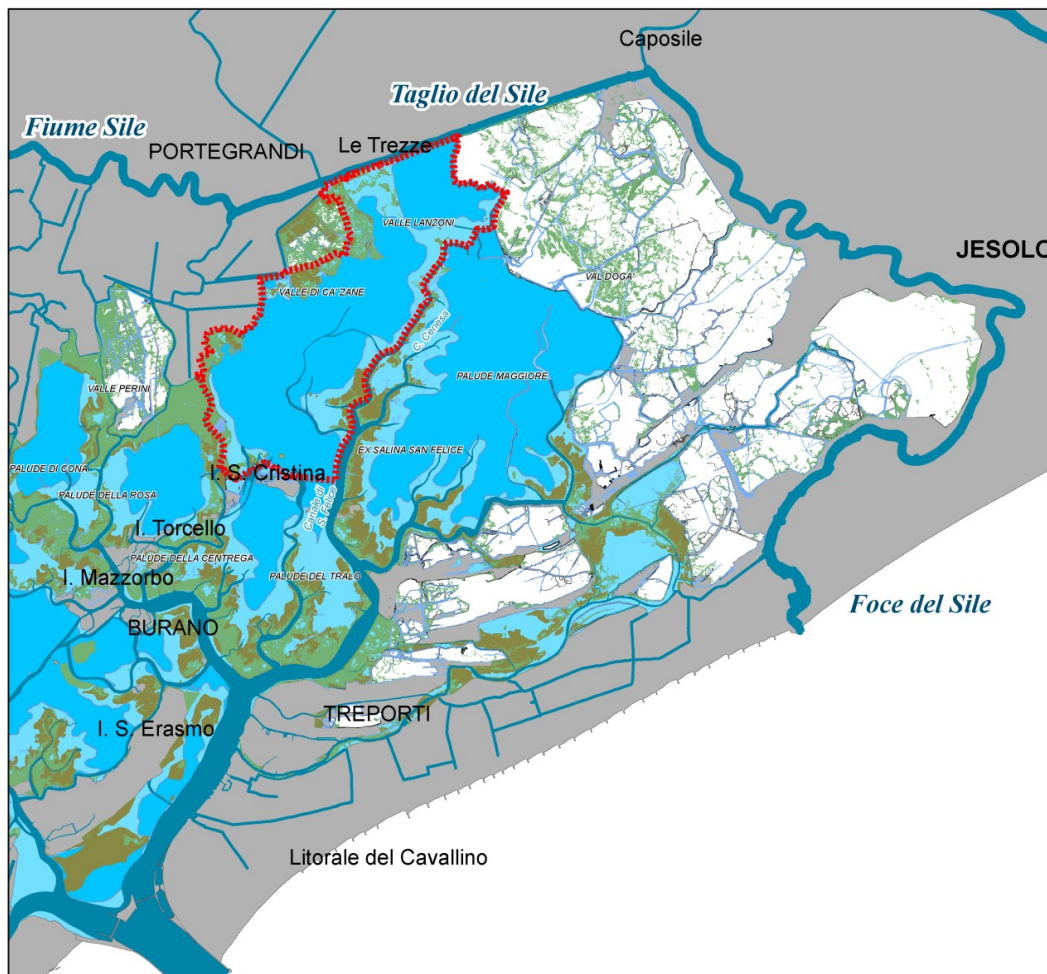 Caposile
Taglio del Sile
Fiume Sile
PORTEGRANDI
Le Trezze
VALLE LANZONI
JESOLO
VAL DOGA
VALLE DI CA' ZANE
C. Cenesa
PALUDE MAGGIORE
VALLE PERINI
EX SALINA SAN FELICE
PALUDE DI CONA
I. S. Cristina
PALUDE DELLA ROSA
Canale di
S. Felice
I. Torcello
PALUDE DELLA CENTREGA
I. Mazzorbo
PALUDE DEL TRALO
BURANO
Foce del Sile
I. S. Erasmo
TREPORTI
Litorale del Cavallino